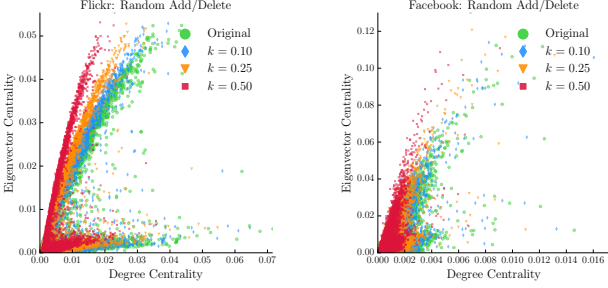 Flickr: Random Add/Delete
Eigenvector Centrality
0.05
0.04
0.03
0.02
0.01
0.00
0.00 0.01 0.02 0.03 0.04 0.05 0.06 0.07
Degree Centrality
Original
k = 0.10
k = 0.25
k = 0.50
Facebook: Random Add/Delete
Eigenvector Centrality
0.12
0.10
0.08
0.06
0.04
0.02
0.00
0.000 0.002 0.004 0.006 0.008 0.010 0.012 0.014 0.016
Degree Centrality
Original
k = 0.10
k = 0.25
k = 0.50